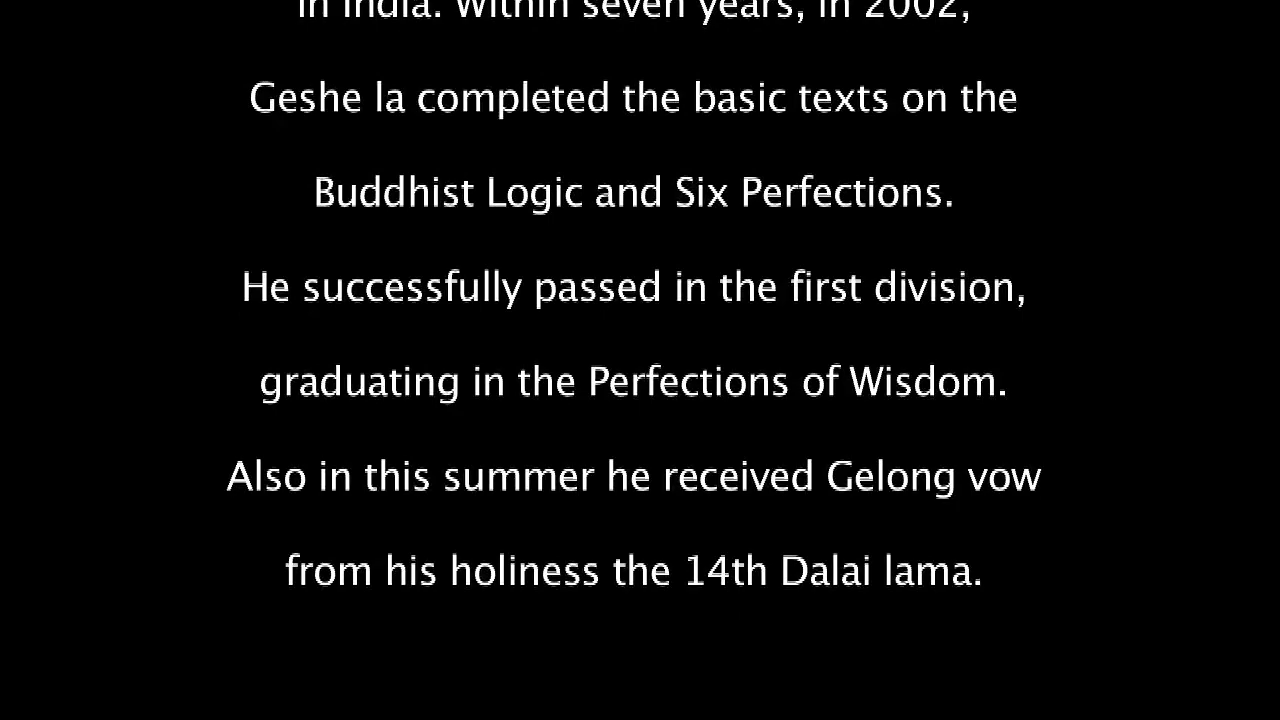 in India. Within seven years, in 2002,
Geshe la completed the basic texts on the
Buddhist Logic and Six Perfections.
He successfully passed in the first division,
graduating in the Perfections of Wisdom.
Also in this summer he received Gelong vow
from his holiness the 14th Dalai lama.